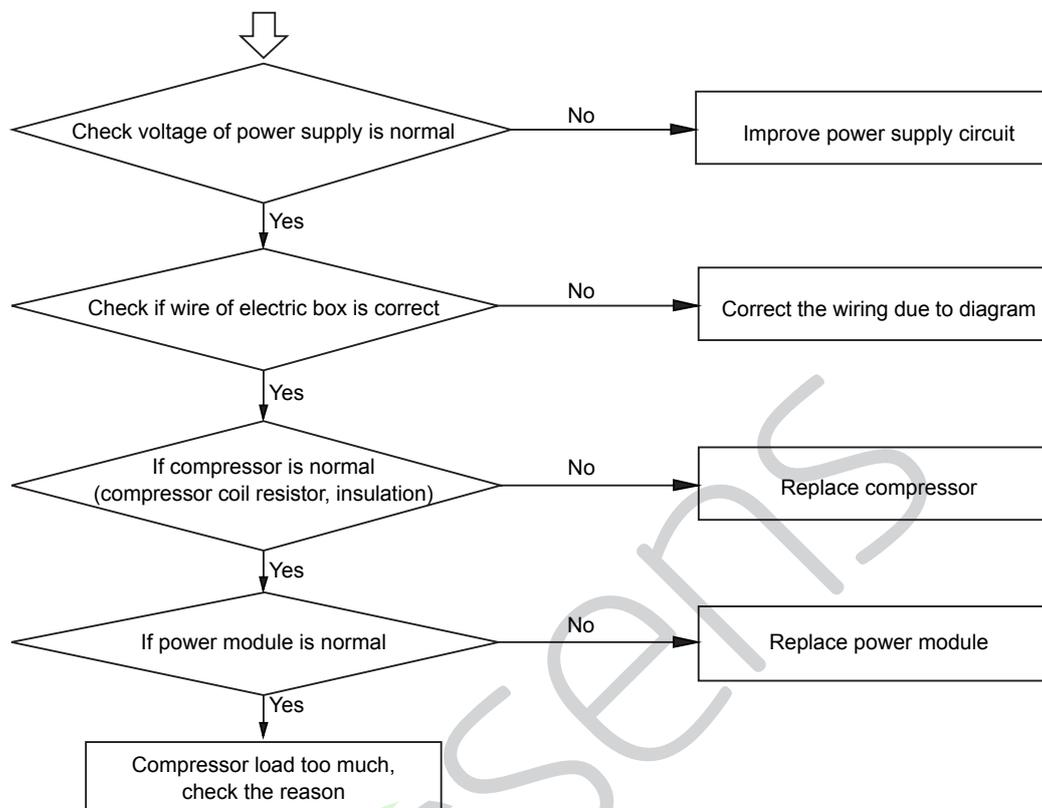 Check voltage of power supply is normal
No
Improve power supply circuit
Yes
Check if wire of electric box is correct
No
Correct the wiring due to diagram
Yes
If compressor is normal
(compressor coil resistor, insulation)
No
Replace compressor
Yes
If power module is normal
No
Replace power module
Yes
Compressor load too much,
check the reason
sens